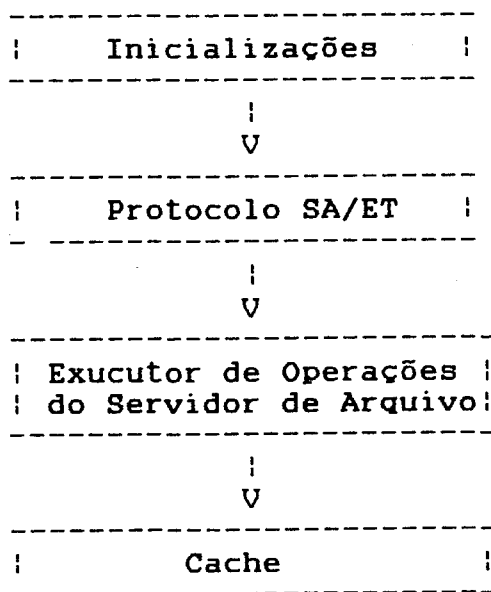 Inicializações
V
Protocolo SA/ET
V
Exucutor de Operações
do Servidor de Arquivo
V
Cache